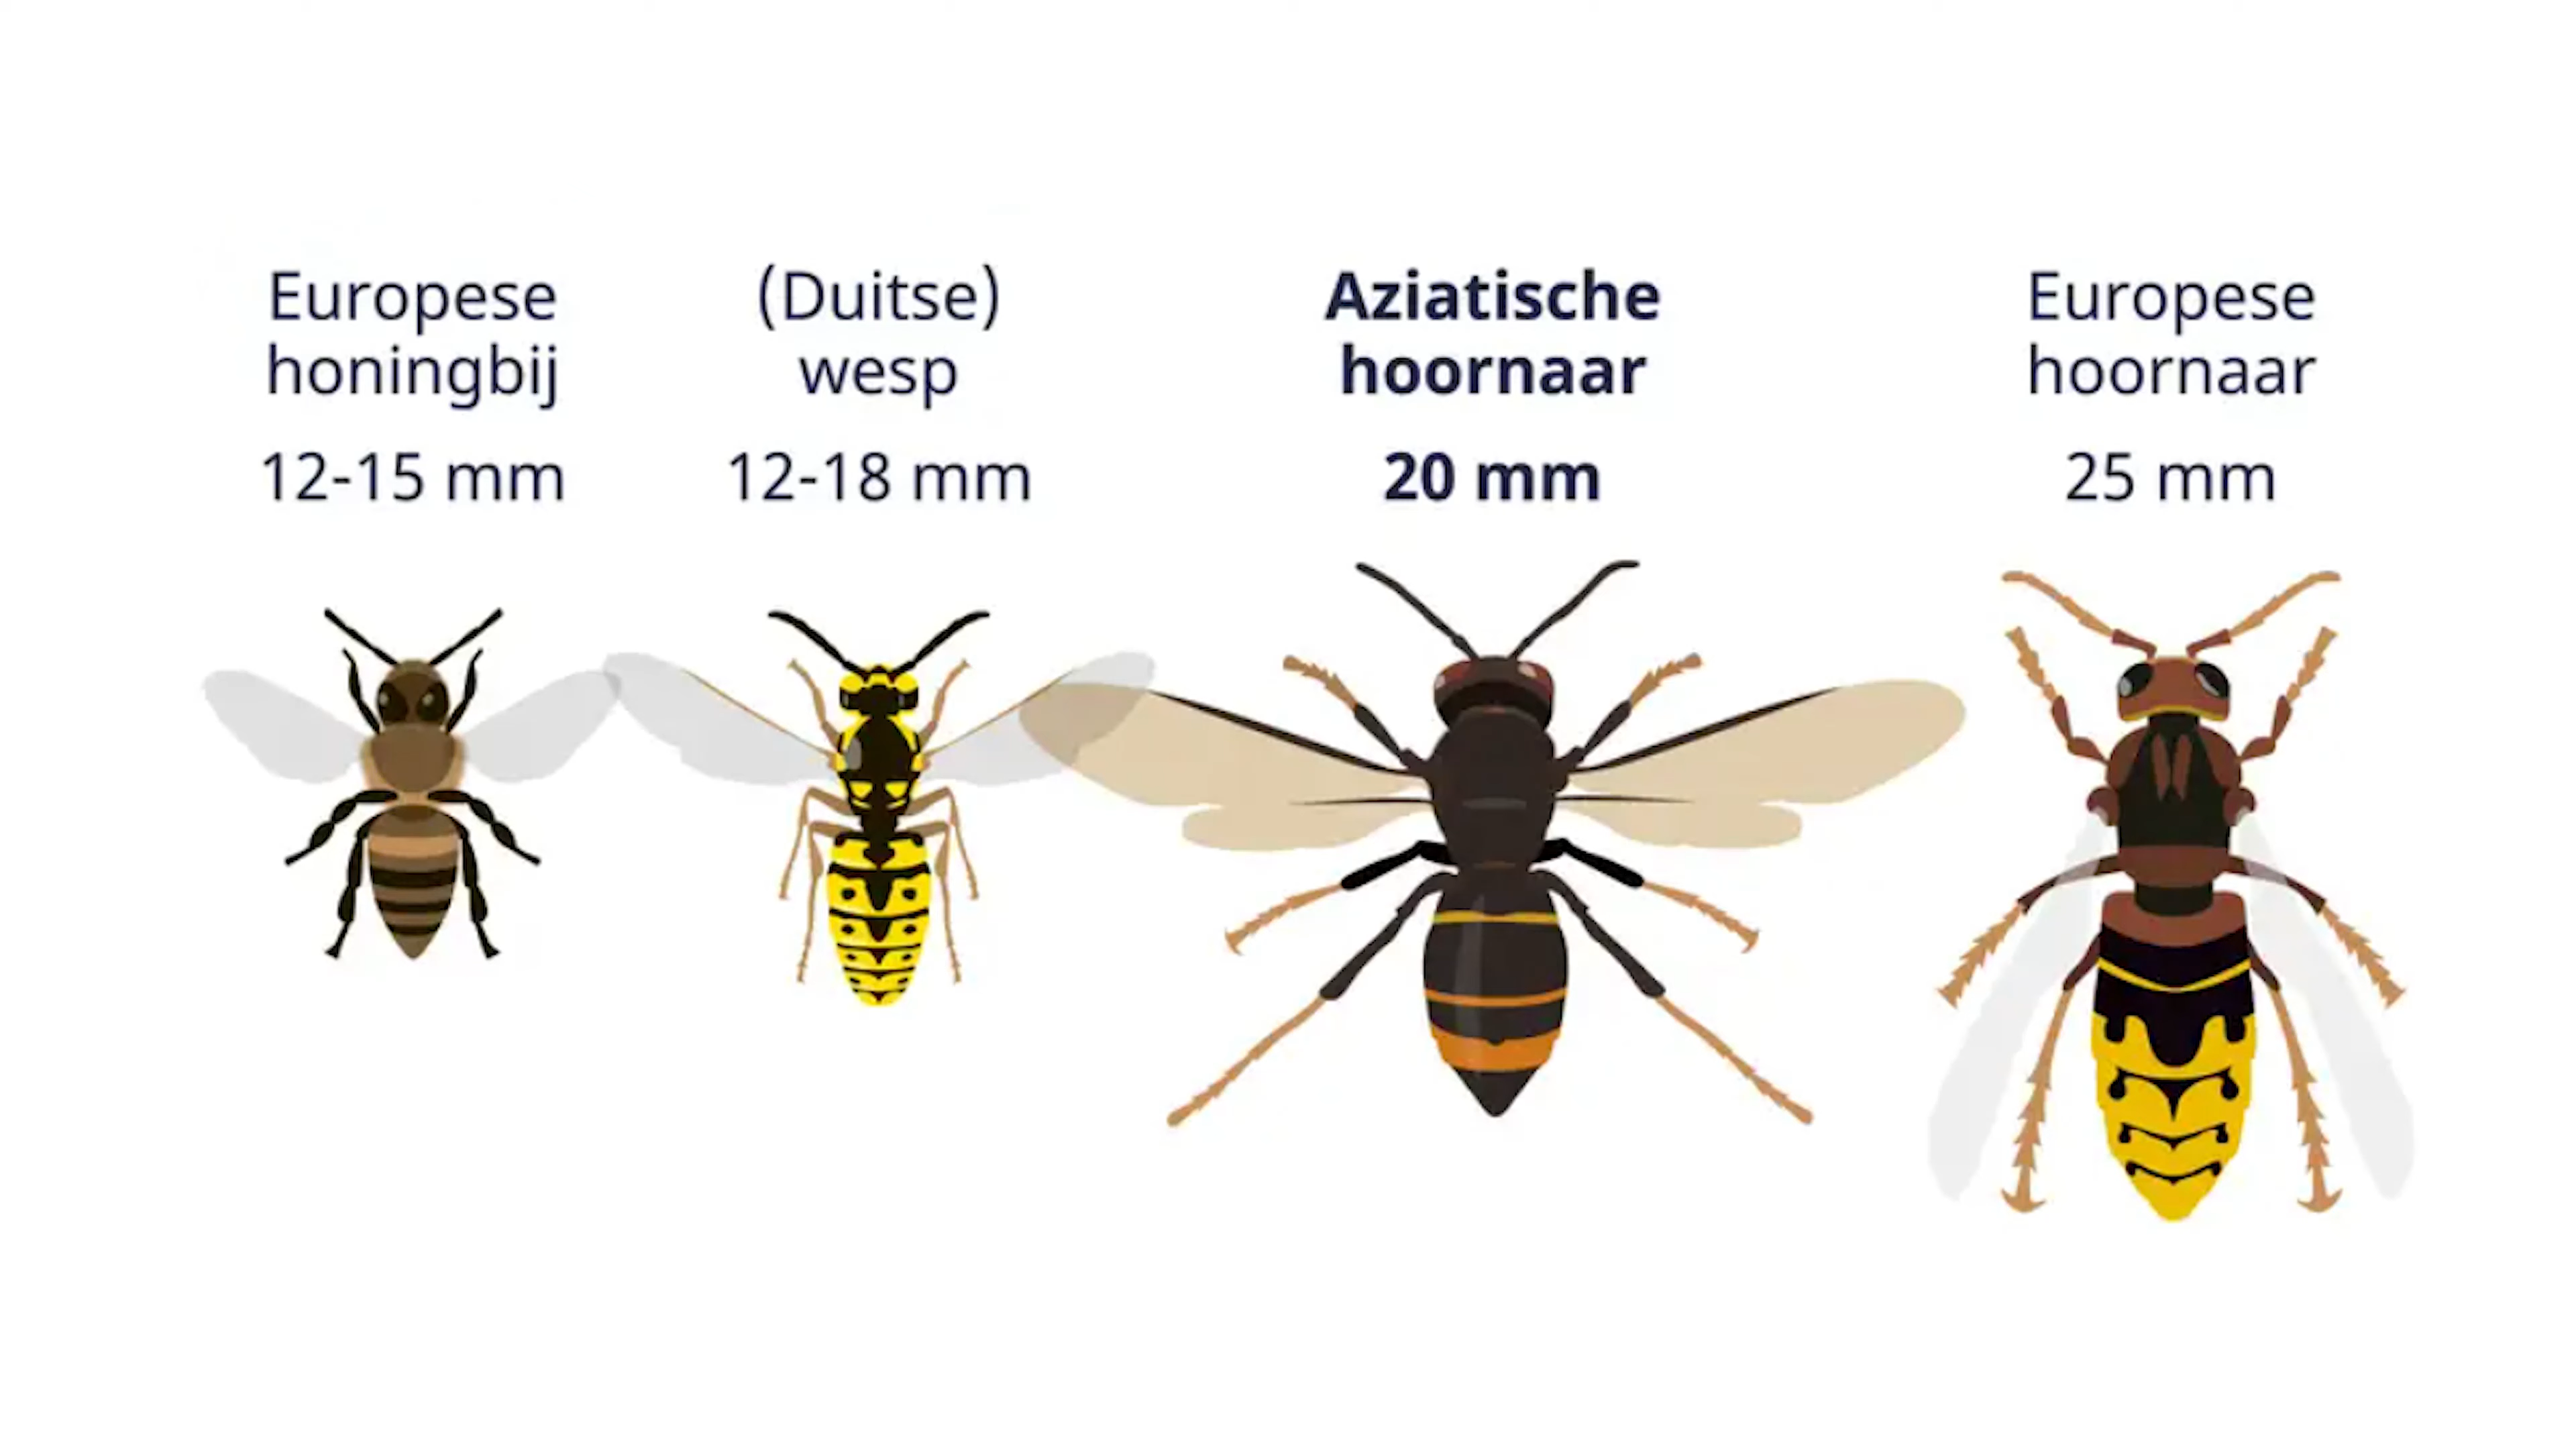 Europese
honingbij
12-15 mm
(Duitse)
wesp
12-18 mm
Aziatische
hoornaar
20 mm
Europese
hoornaar
25 mm